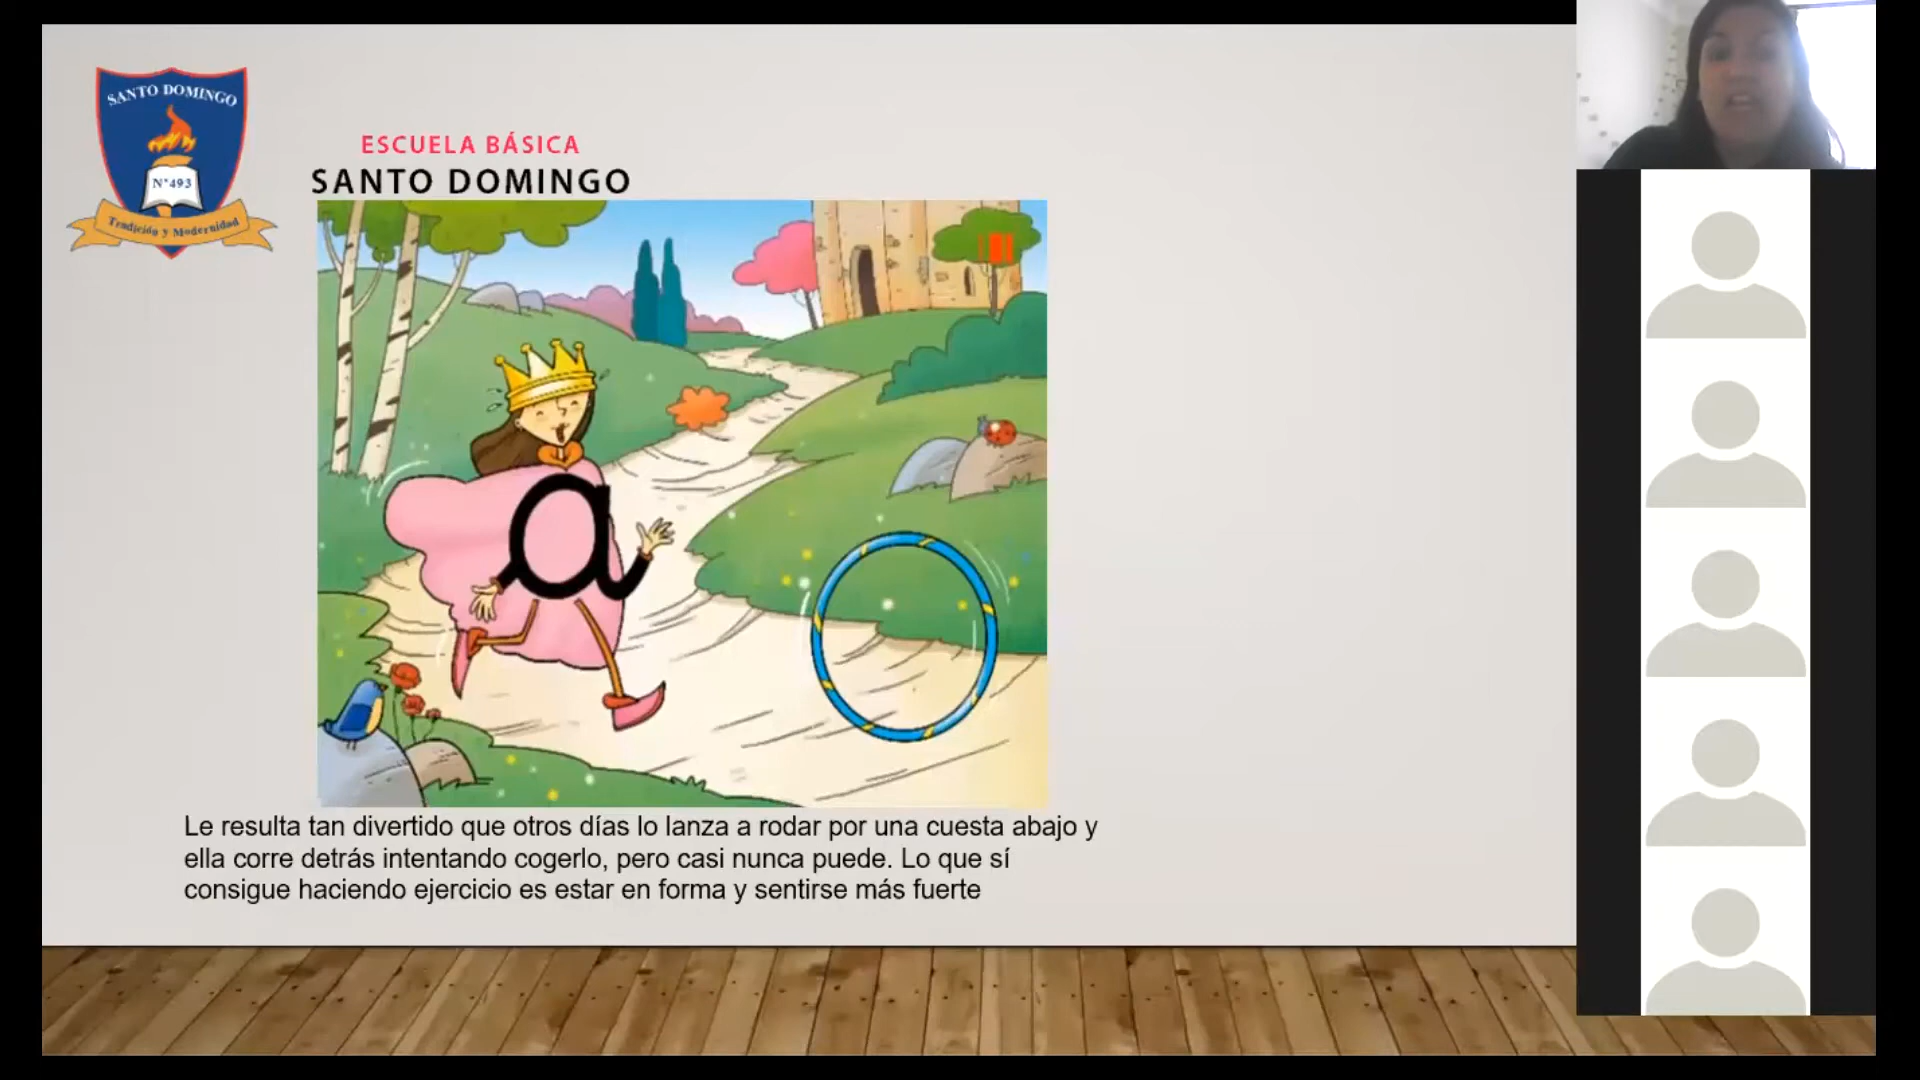 SANTO DOMINGO
N°493
Tradición y Modernidad
ESCUELA BÁSICA
SANTO DOMINGO
a
Le resulta tan divertido que otros días lo lanza a rodar por una cuesta abajo y
ella corre detrás intentando cogerlo, pero casi nunca puede. Lo que sí
consigue haciendo ejercicio es estar en forma y sentirse más fuerte